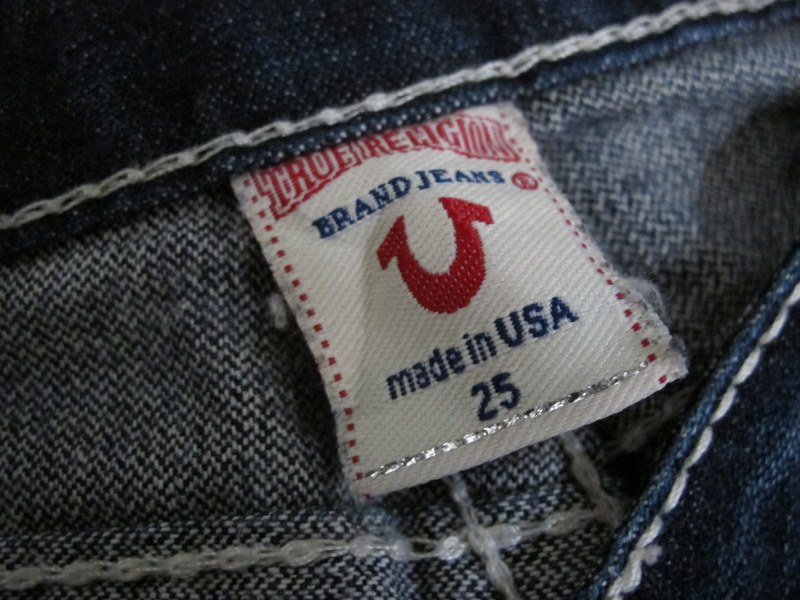 TRUE RELIGION
BRAND JEANS ®
made in USA
25